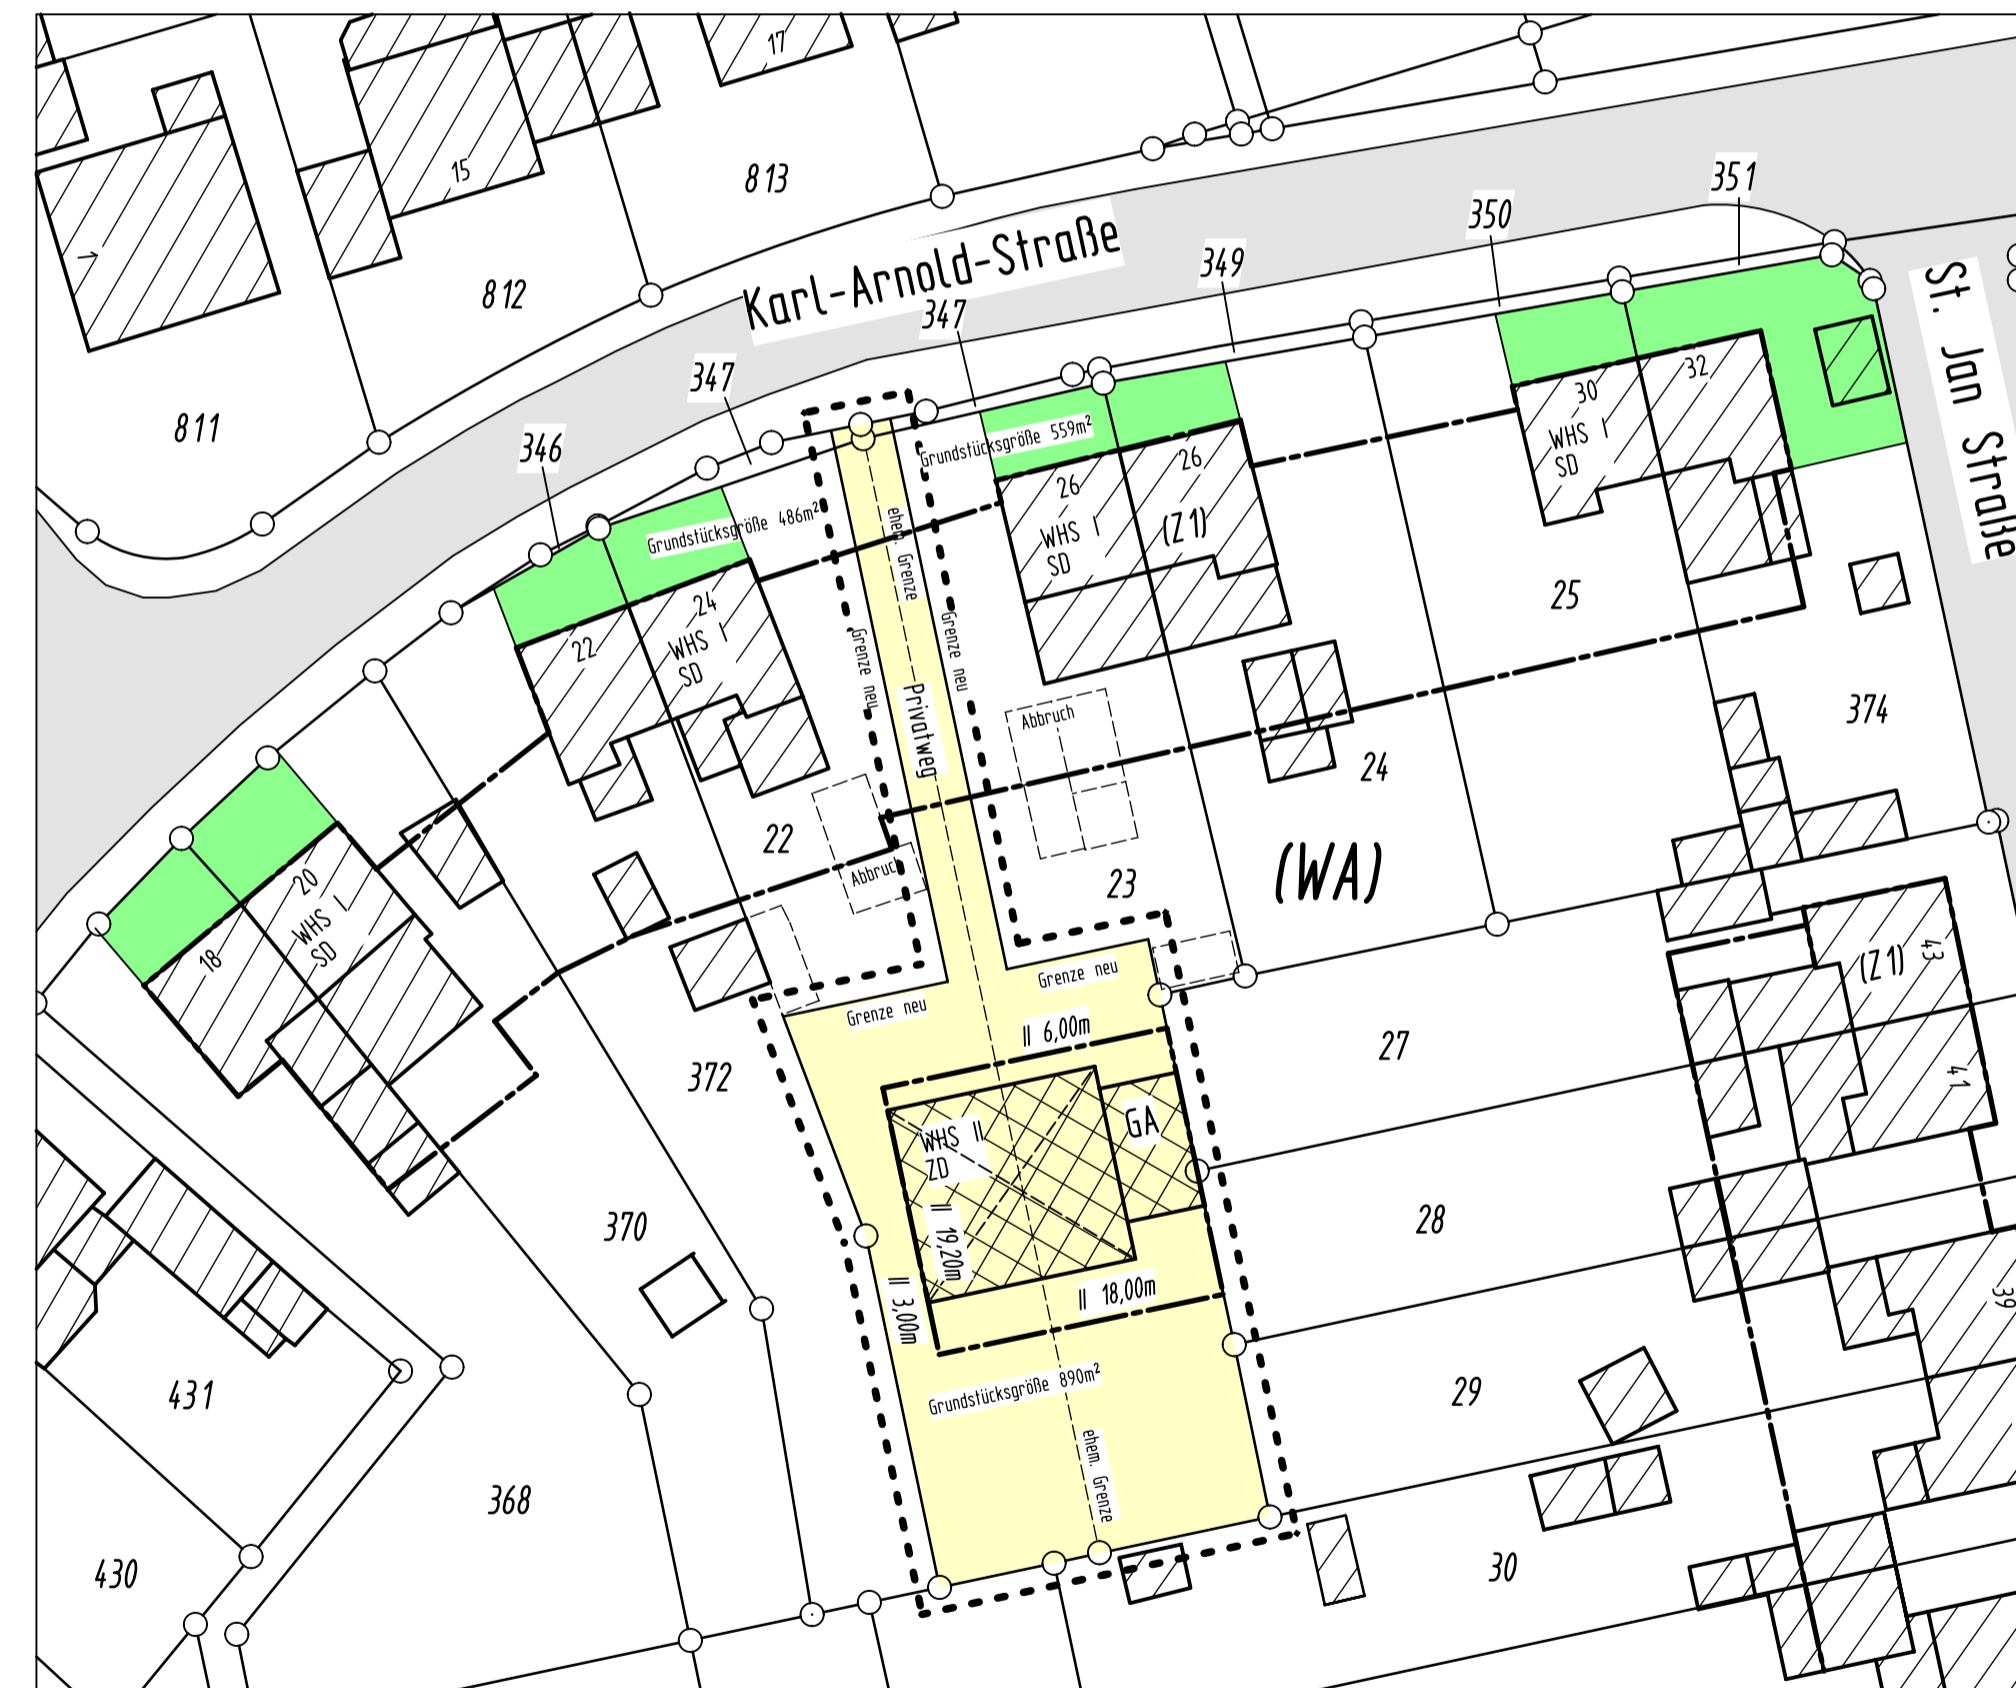 17
15
813
812
811
Karl-Arnold-Straße
351
350
349
347
347
346
St. Jan Straße
Grundstücksgröße 559m²
Grundstücksgröße 486m²
30
32
WHS I
SD
26
26
WHS I
SD
(Z1)
22
24
WHS I
SD
ehem. Grenze
Grenze neu
Grenze neu
Privatweg
25
374
Abbruch
24
22
Abbruch
23
(WA)
20
18
WHS I
SD
Grenze neu
Grenze neu
(Z1)
43
41
39
372
II 6,00m
27
WHS II
ZD
GA
II 19,20m
370
28
II 3,00m
II 18,00m
431
Grundstücksgröße 890m²
29
ehem. Grenze
368
430
30